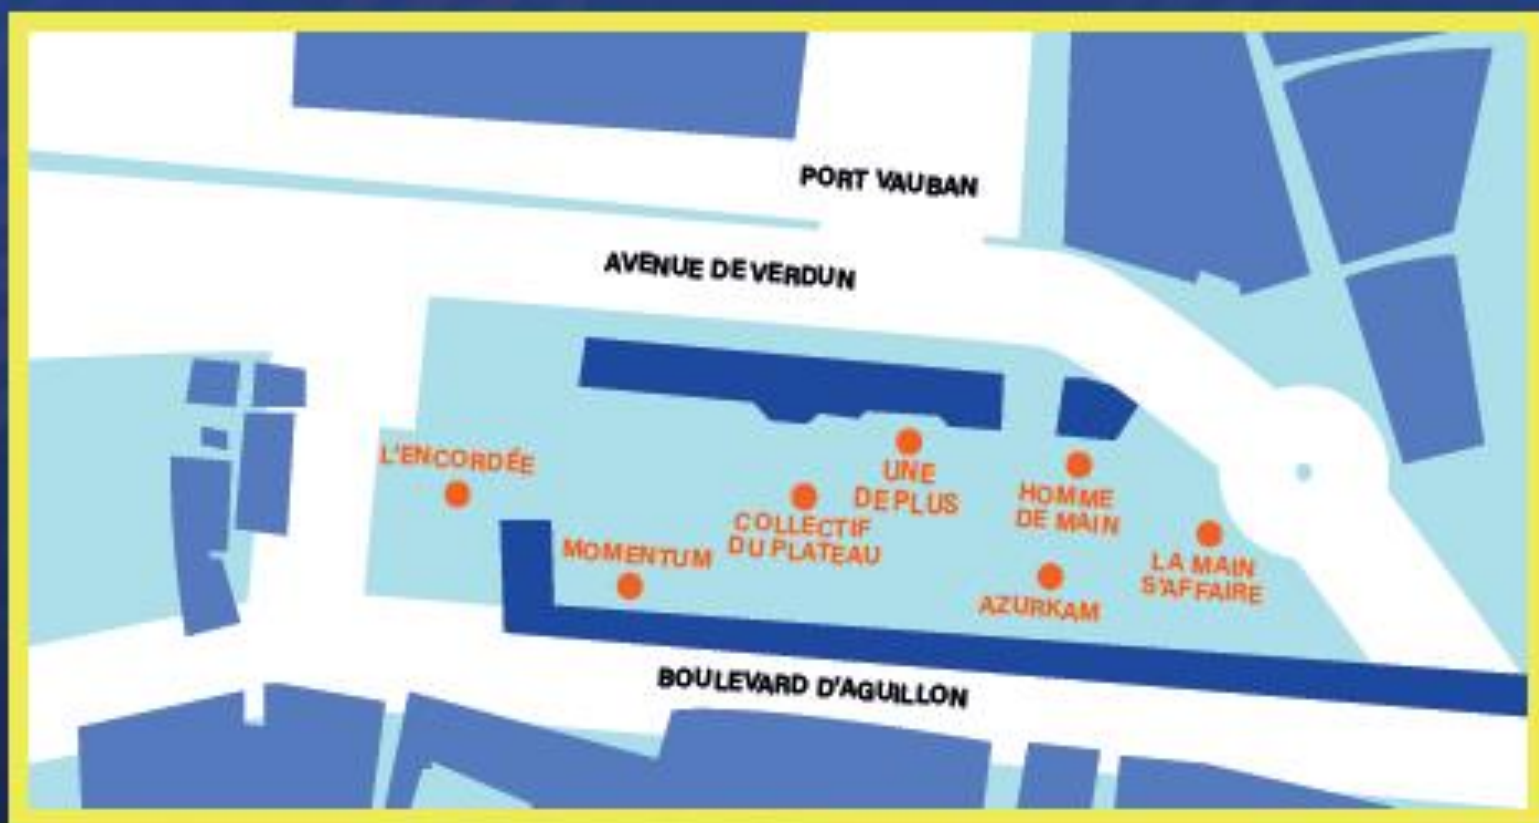 PORT VAUBAN
AVENUE DE VERDUN
L'ENCORDÉE
UNE
DE PLUS
HOMME
DE MAIN
COLLECTIF
DU PLATEAU
MOMENTUM
LA MAIN
S'AFFAIRE
AZURKAM
BOULEVARD D'AGUILLON